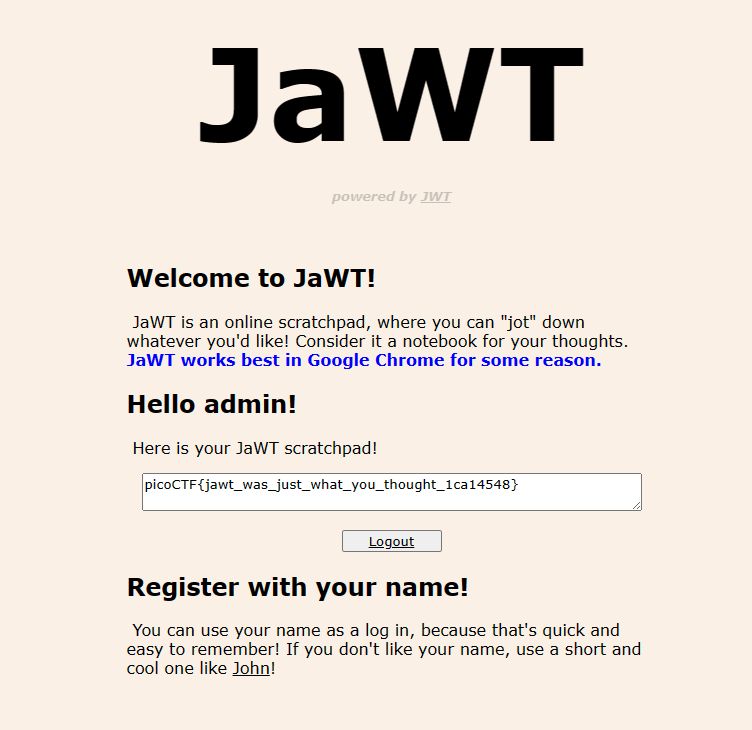 JaWT
powered by JWT
Welcome to JaWT!
JaWT is an online scratchpad, where you can "jot" down
whatever you'd like! Consider it a notebook for your thoughts.
JaWT works best in Google Chrome for some reason.
Hello admin!
Here is your JaWT scratchpad!
picoCTF{jawt_was_just_what_you_thought_1ca14548}
Logout
Register with your name!
You can use your name as a log in, because that's quick and
easy to remember! If you don't like your name, use a short and
cool one like John!